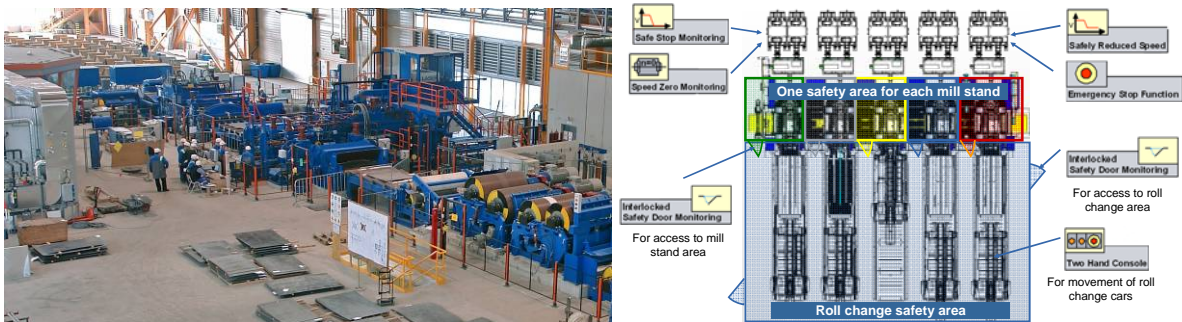 Safe Stop Monitoring
Speed Zero Monitoring
Safely Reduced Speed
Emergency Stop Function
One safety area for each mill stand
Interlocked
Safety Door Monitoring
For access to mill
stand area
Interlocked
Safety Door Monitoring
For access to roll
change area
Two Hand Console
For movement of roll
change cars
Roll change safety area